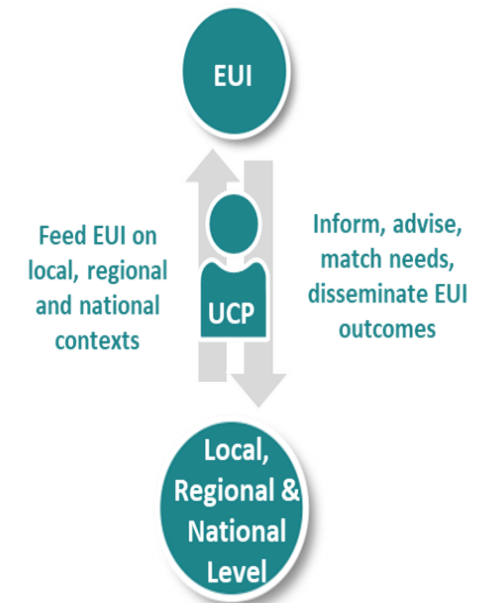 EUI
Feed EUI on
local, regional
and national
contexts
Inform, advise,
match needs,
disseminate EUI
outcomes
UCP
Local,
Regional &
National
Level